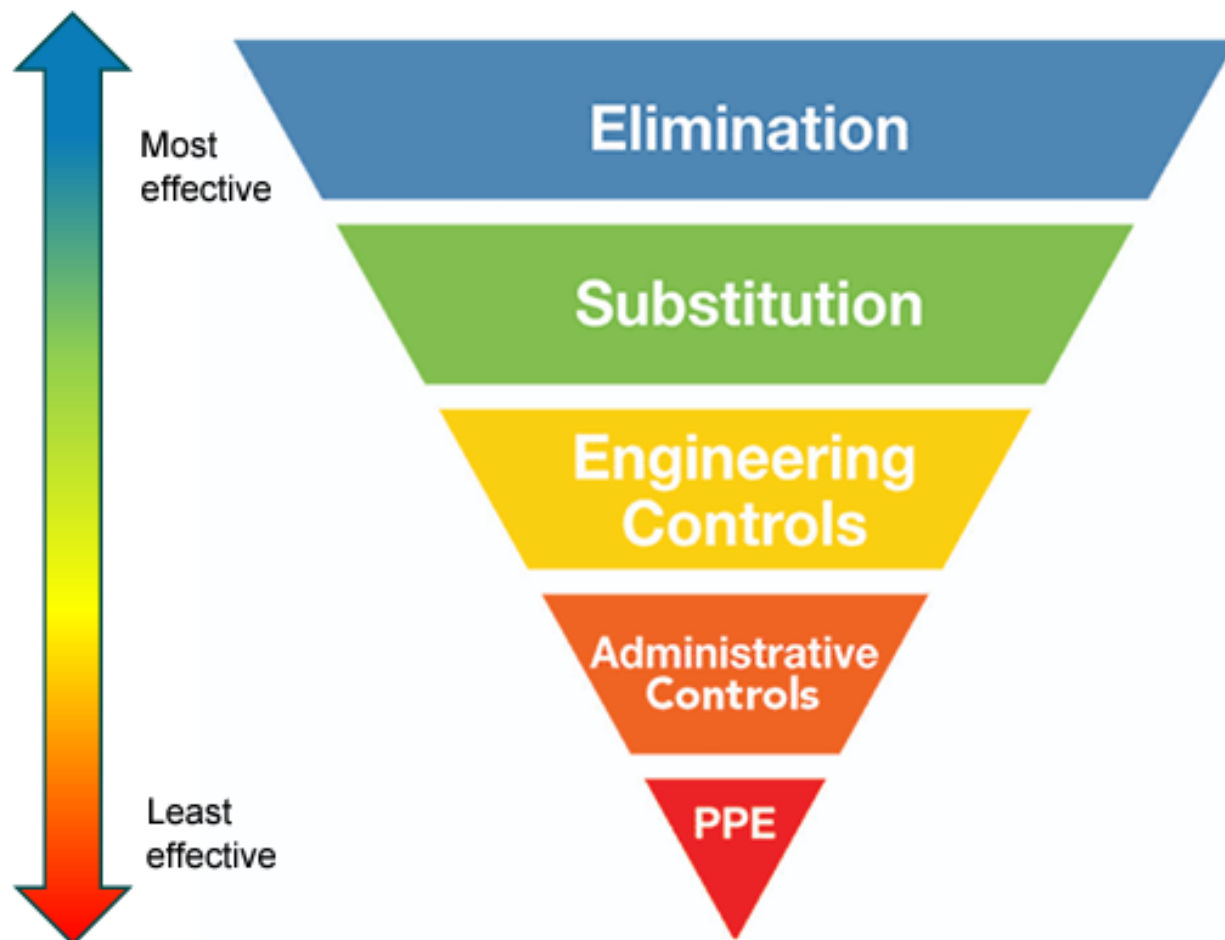 Most
effective
Elimination
Substitution
Engineering
Controls
Administrative
Controls
Least
effective
PPE